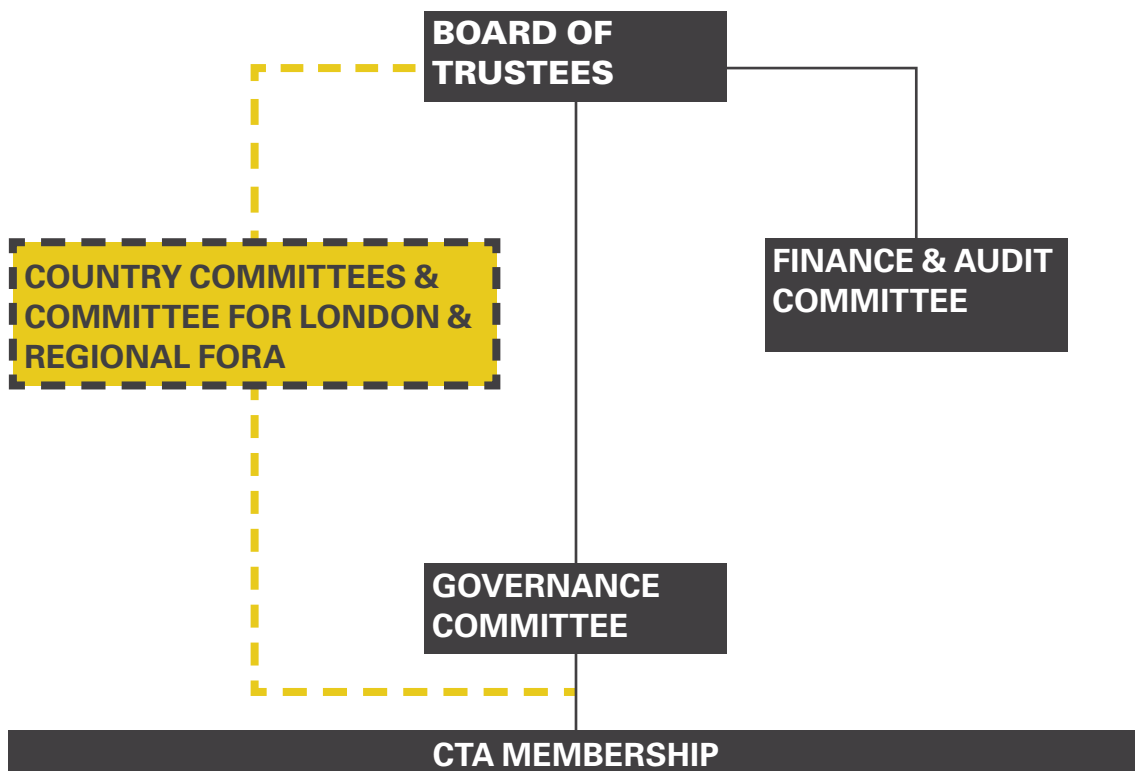 BOARD OF
TRUSTEES
COUNTRY COMMITTEES &
COMMITTEE FOR LONDON &
REGIONAL FORA
FINANCE & AUDIT
COMMITTEE
GOVERNANCE
COMMITTEE
CTA MEMBERSHIP